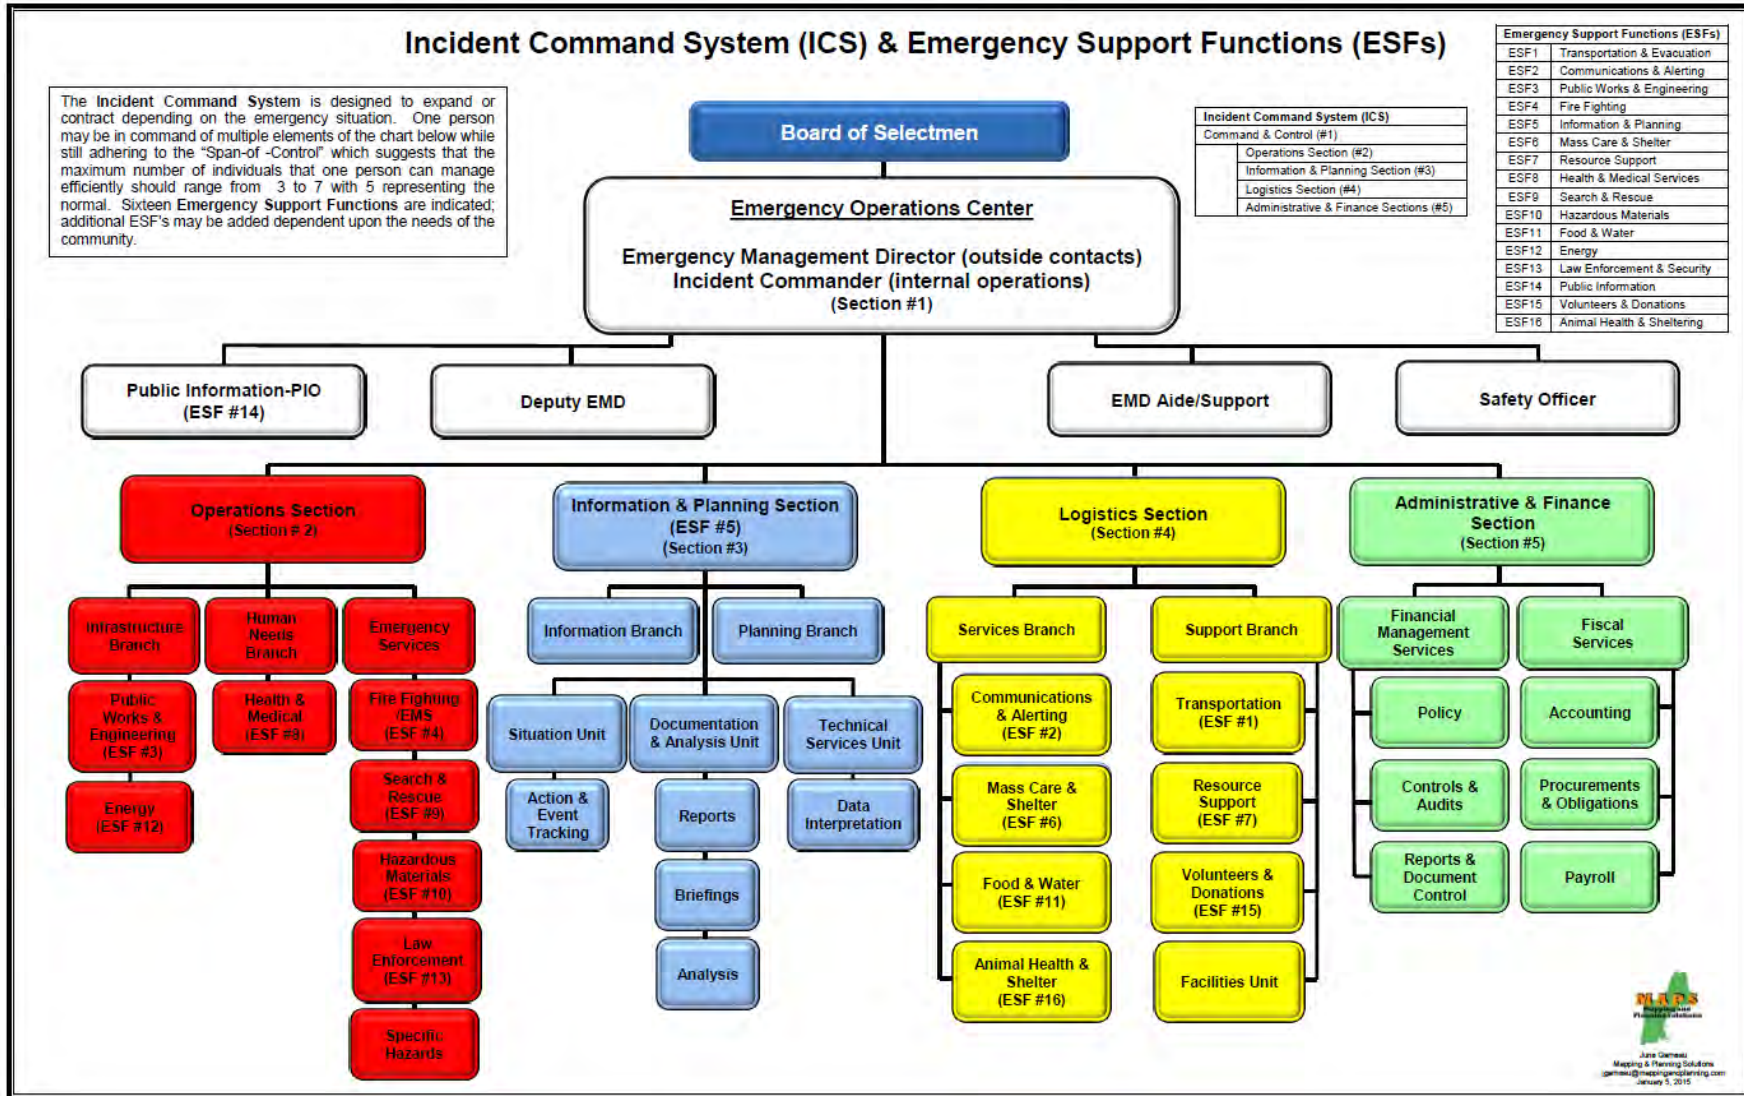 Incident Command System (ICS) & Emergency Support Functions (ESFs)
The Incident Command System is designed to expand or
contract depending on the emergency situation. One person
may be in command of multiple elements of the chart below while
still adhering to the “Span-of -Control” which suggests that the
maximum number of individuals that one person can manage
efficiently should range from 3 to 7 with 5 representing the
normal. Sixteen Emergency Support Functions are indicated;
additional ESF's may be added dependent upon the needs of the
community.
Board of Selectmen
Incident Command System (ICS)
Command & Control (#1)
Operations Section (#2)
Information & Planning Section (#3)
Logistics Section (#4)
Administrative & Finance Sections (#5)
Emergency Support Functions (ESFs)
ESF1 Transportation & Evacuation
ESF2 Communications & Alerting
ESF3 Public Works & Engineering
ESF4 Fire Fighting
ESF5 Information & Planning
ESF6 Mass Care & Shelter
ESF7 Resource Support
ESF8 Health & Medical Services
ESF9 Search & Rescue
ESF10 Hazardous Materials
ESF11 Food & Water
ESF12 Energy
ESF13 Law Enforcement & Security
ESF14 Public Information
ESF15 Volunteers & Donations
ESF16 Animal Health & Sheltering
Emergency Operations Center
Emergency Management Director (outside contacts)
Incident Commander (internal operations)
(Section #1)
Public Information-PIO
(ESF #14)
Deputy EMD
EMD Aide/Support
Safety Officer
Operations Section
(Section # 2)
Infrastructure
Branch
Public
Works &
Engineering
(ESF #3)
Energy
(ESF #12)
Human
Needs
Branch
Health &
Medical
(ESF #8)
Emergency
Services
Fire Fighting
/EMS
(ESF #4)
Search &
Rescue
(ESF #9)
Hazardous
Materials
(ESF #10)
Law
Enforcement
(ESF #13)
Specific
Hazards
Information & Planning Section
(ESF #5)
(Section #3)
Information Branch
Planning Branch
Situation Unit
Action &
Event
Tracking
Documentation
& Analysis Unit
Reports
Briefings
Analysis
Technical
Services Unit
Data
Interpretation
Logistics Section
(Section #4)
Services Branch
Communications
& Alerting
(ESF #2)
Mass Care &
Shelter
(ESF #6)
Food & Water
(ESF #11)
Animal Health &
Shelter
(ESF #16)
Support Branch
Transportation
(ESF #1)
Resource
Support
(ESF #7)
Volunteers &
Donations
(ESF #15)
Facilities Unit
Administrative & Finance
Section
(Section #5)
Financial
Management
Services
Policy
Controls &
Audits
Reports &
Document
Control
Fiscal
Services
Accounting
Procurements
& Obligations
Payroll
MAPS
Mapping and
Planning Solutions
June Garneau
Mapping & Planning Solutions
jgarneau@mappingandplanning.com
January 5, 2015